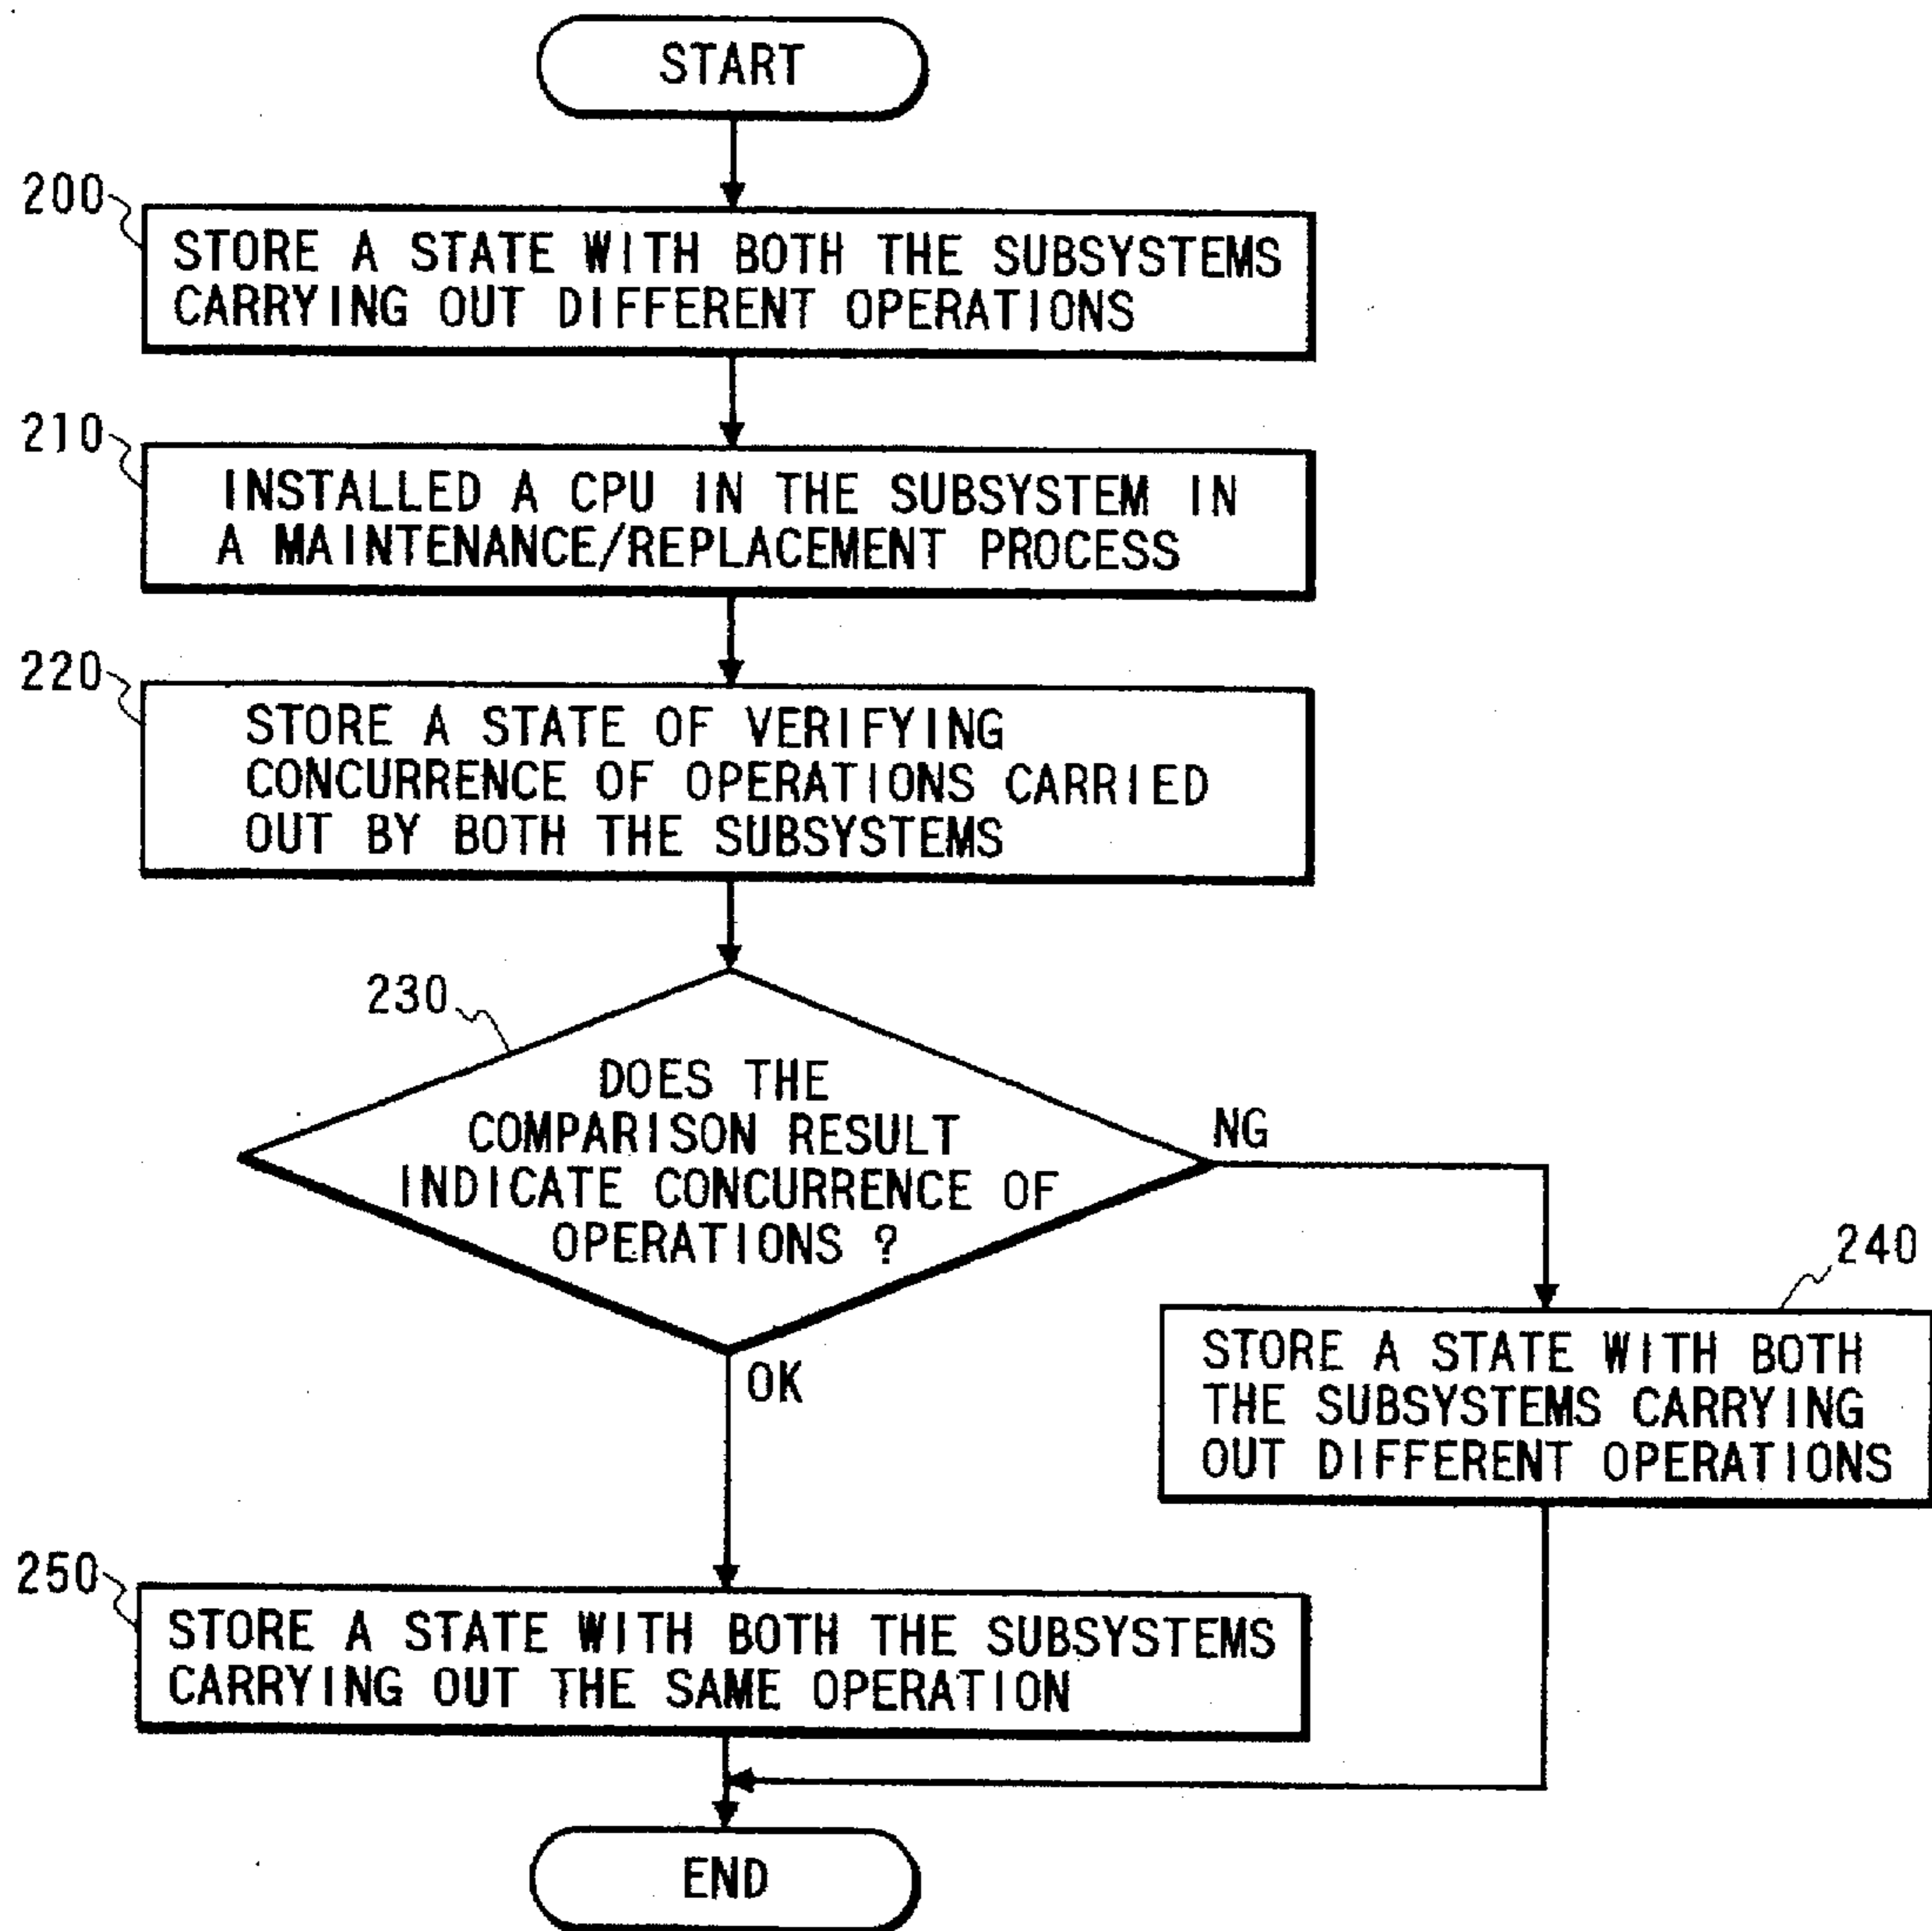 START
200
STORE A STATE WITH BOTH THE SUBSYSTEMS
CARRYING OUT DIFFERENT OPERATIONS
210
INSTALLED A CPU IN THE SUBSYSTEM IN
A MAINTENANCE/REPLACEMENT PROCESS
220
STORE A STATE OF VERIFYING
CONCURRENCE OF OPERATIONS CARRIED
OUT BY BOTH THE SUBSYSTEMS
230
DOES THE
COMPARISON RESULT
INDICATE CONCURRENCE OF
OPERATIONS ?
NG
OK
240
STORE A STATE WITH BOTH
THE SUBSYSTEMS CARRYING
OUT DIFFERENT OPERATIONS
250
STORE A STATE WITH BOTH THE SUBSYSTEMS
CARRYING OUT THE SAME OPERATION
END